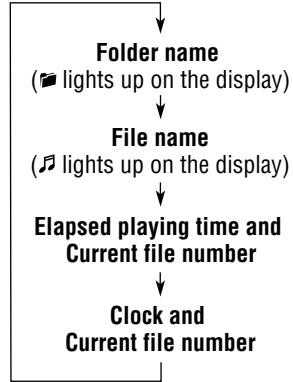 Folder name
( lights up on the display)
File name
( lights up on the display)
Elapsed playing time and
Current file number
Clock and
Current file number